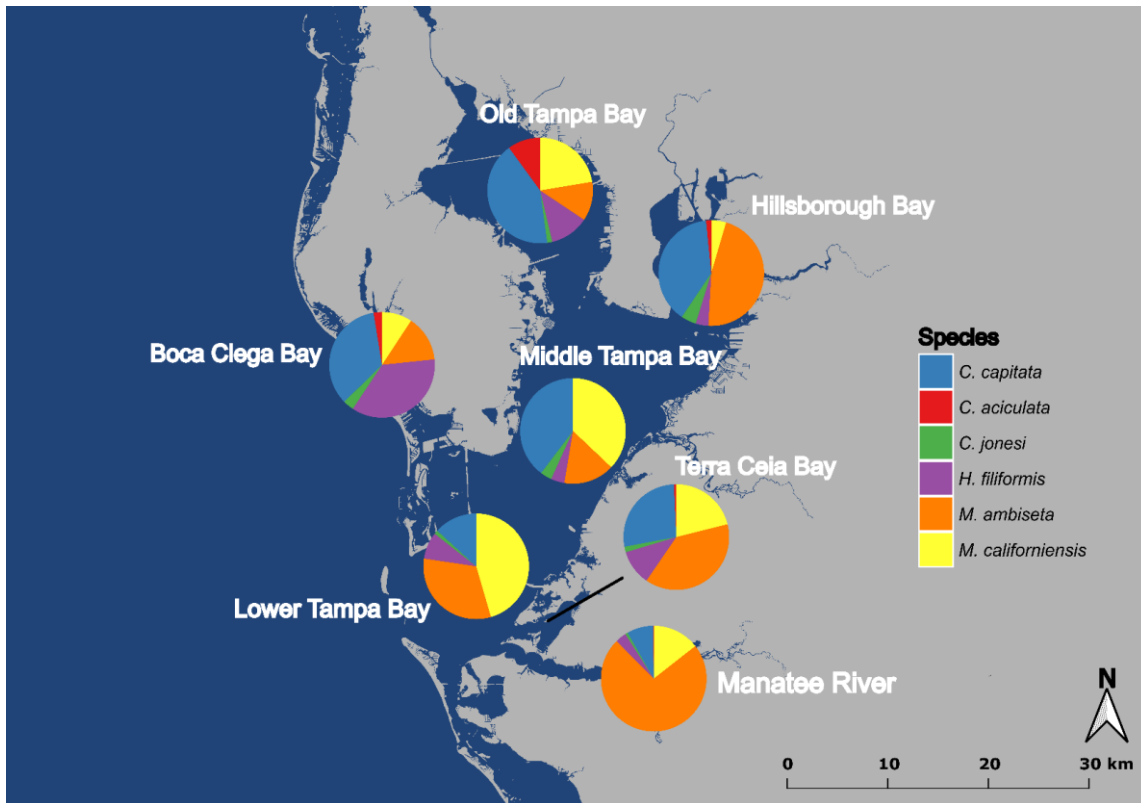 Old Tampa Bay
Hillsborough Bay
Boca Ciega Bay
Middle Tampa Bay
Terra Ceia Bay
Lower Tampa Bay
Manatee River
Species
C. capitata
C. aciculata
C. jonesi
H. filiformis
M. ambiseta
M. californiensis
N
0 10 20 30 km